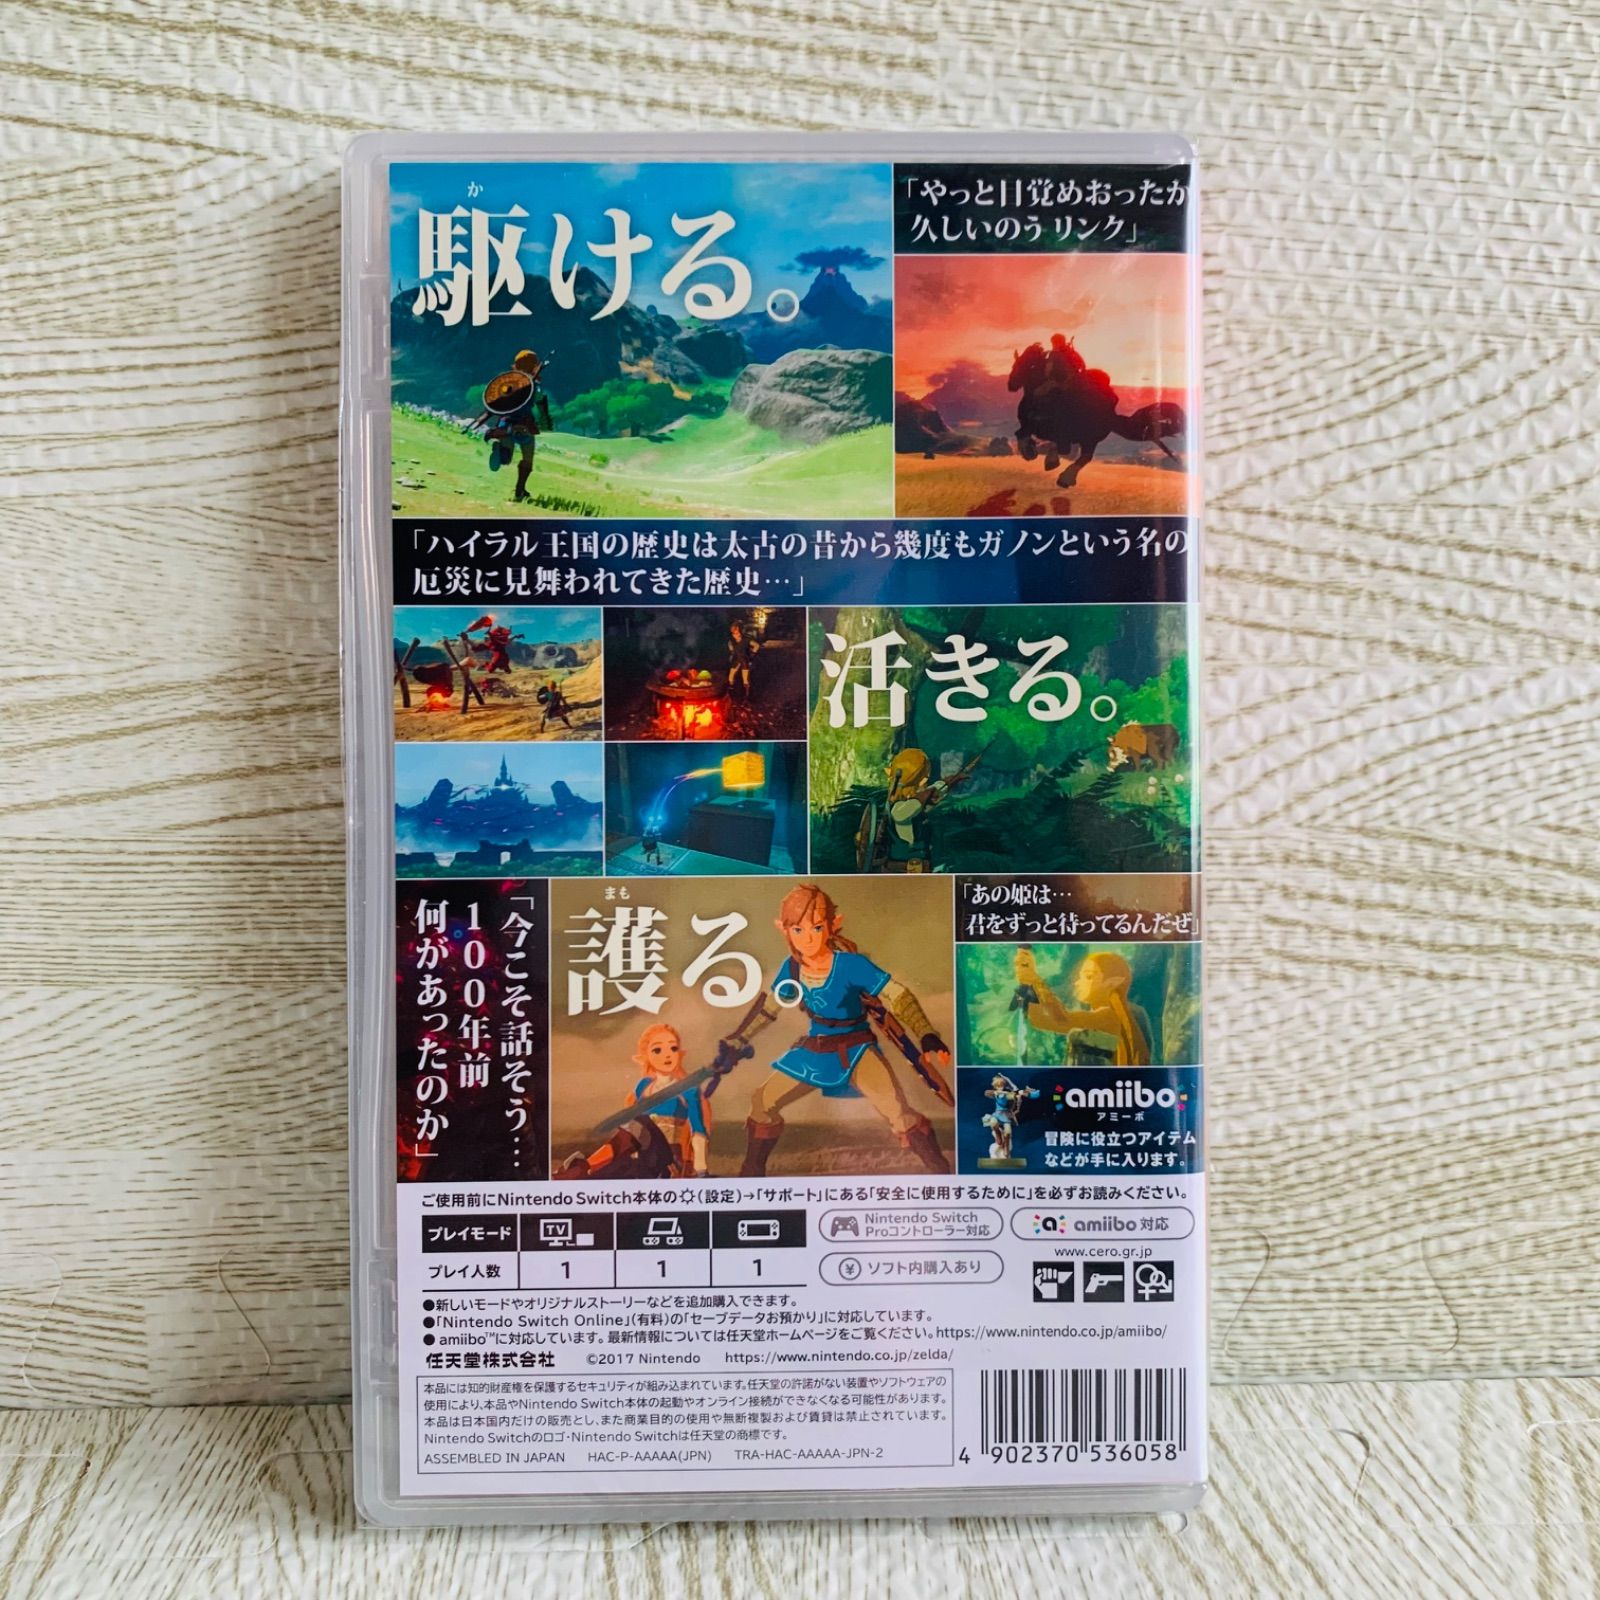 か
駆ける。
「やっと目覚めおったか
久しいのう リンク」
「ハイラル王国の歴史は太古の昔から幾度もガノンという名の
厄災に見舞われてきた歴史…」
活きる。
「今こそ話そう…
100年前
何があったのか」
まも
護る。
「あの姫は…
君をずっと待ってるんだぜ」
amiibo
アミーボ
冒険に役立つアイテム
などが手に入ります。
ご使用前にNintendo Switch本体の(設定)→「サポート」にある「安全に使用するために」を必ずお読みください。
プレイモード TV
プレイ人数 1 1 1
Nintendo Switch
Proコントローラー対応
amiibo 対応
¥ ソフト内購入あり
www.cero.gr.jp
●新しいモードやオリジナルストーリーなどを追加購入できます。
●「Nintendo Switch Online」(有料)の「セーブデータお預かり」に対応しています。
●amiibo™に対応しています。最新情報については任天堂ホームページをご覧ください。https://www.nintendo.co.jp/amiibo/
任天堂株式会社 ©2017 Nintendo https://www.nintendo.co.jp/zelda/
本品には知的財産権を保護するセキュリティが組み込まれています。任天堂の許諾がない装置やソフトウェアの
使用により、本品やNintendo Switch本体の起動やオンライン接続ができなくなる可能性があります。
本品は日本国内だけの販売とし、また商業目的の使用や無断複製および賃貸は禁止されています。
Nintendo Switchのロゴ・Nintendo Switchは任天堂の商標です。
ASSEMBLED IN JAPAN HAC-P-AAAAA(JPN) TRA-HAC-AAAAA-JPN-2
4 902370 536058